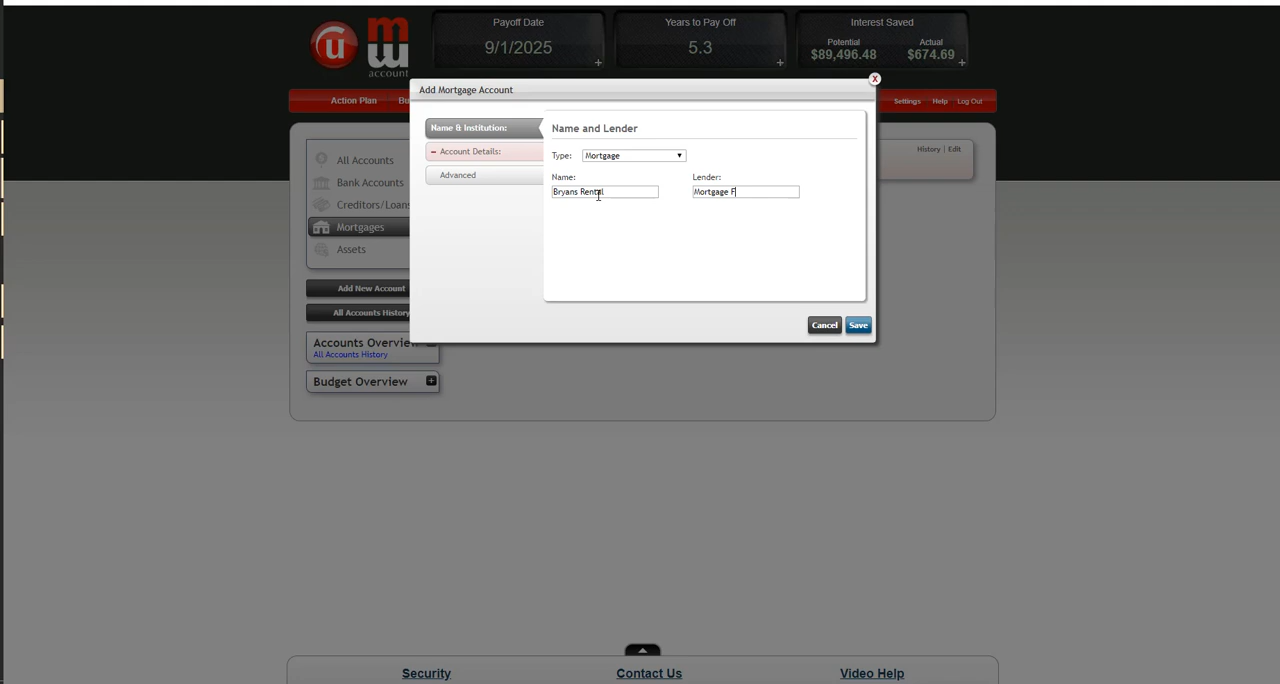 Payoff Date
9/1/2025
+
Years to Pay Off
5.3
+
Interest Saved
Potential
$89,496.48
Actual
$674.69
+
u mw
account
Add Mortgage Account
X
Action Plan
Bu
Settings Help Log Out
Name & Institution:
Account Details:
Advanced
Name and Lender
Type: Mortgage
Name:
Bryans Rental
Lender:
Mortgage F
Cancel Save
History | Edit
All Accounts
Bank Accounts
Creditors/Loans
Mortgages
Assets
Add New Account
All Accounts History
Accounts Overview
All Accounts History
Budget Overview +
Security Contact Us Video Help